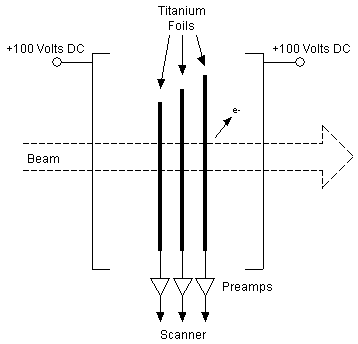 Titanium
Foils
+100 Volts DC
+100 Volts DC
e-
Beam
Preamps
Scanner